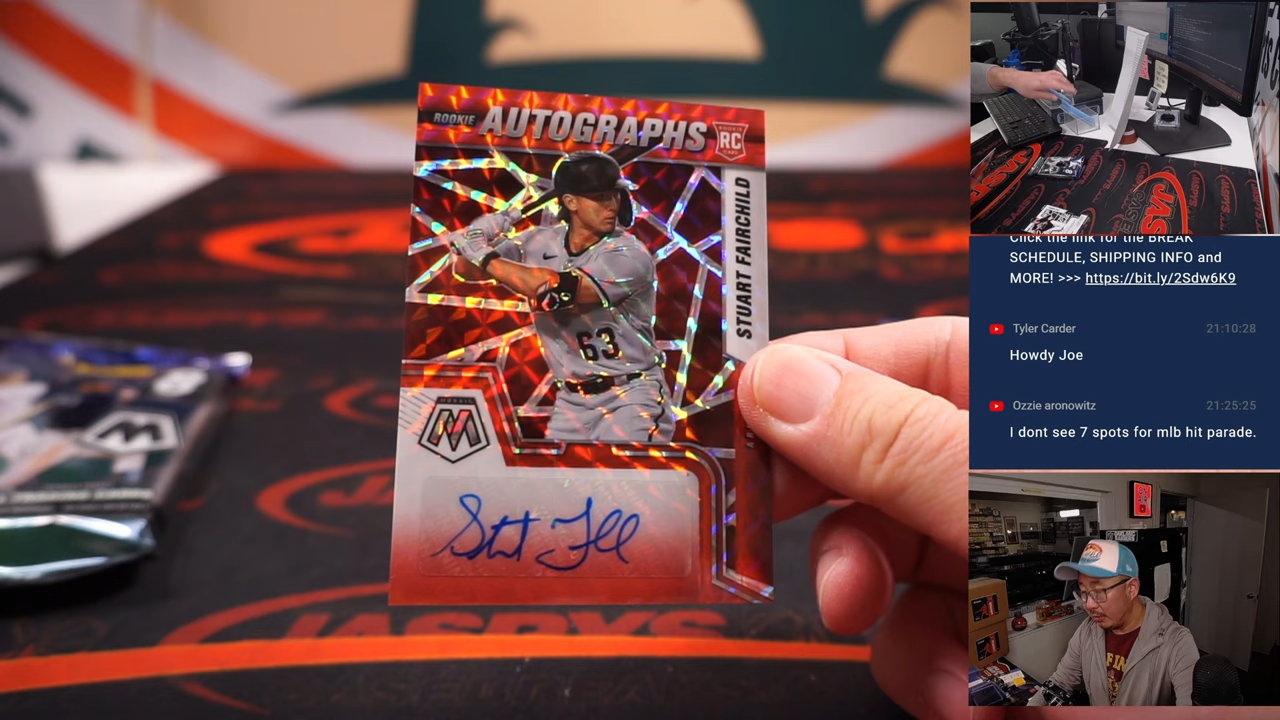 ROOKIE AUTOGRAPHS
ROOKIE
RC
STUART FAIRCHILD
63
MOSAIC
M
Stut Fll
JASPYS
Click the link for the BREAK
SCHEDULE, SHIPPING INFO and
MORE! >>> https://bit.ly/2Sdw6K9
Tyler Carder 21:10:28
Howdy Joe
Ozzie aronowitz 21:25:25
I dont see 7 spots for mlb hit parade.